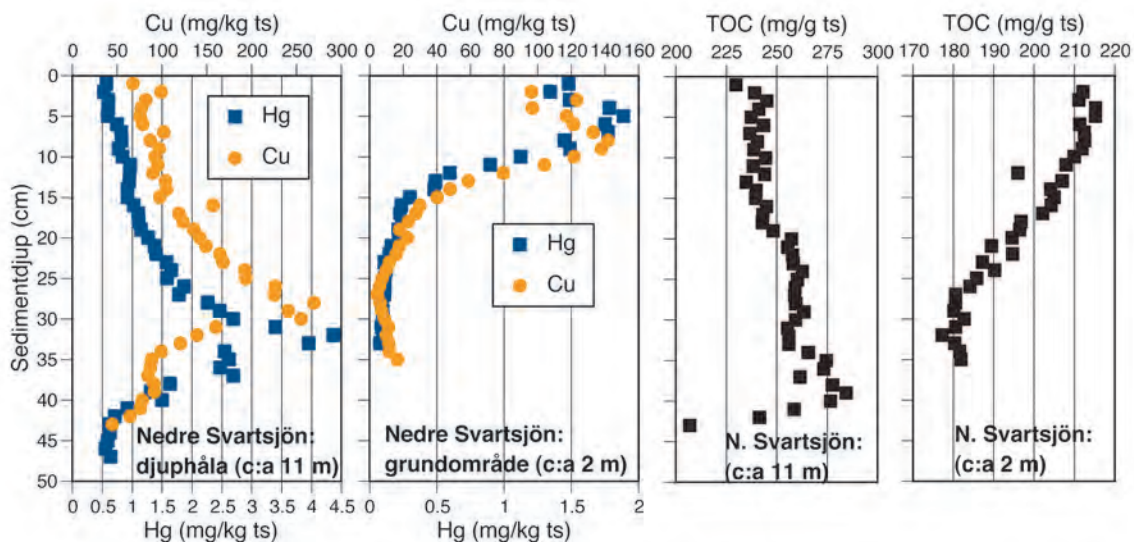 Cu (mg/kg ts)
0 50 100 150 200 250 300
Cu (mg/kg ts)
0 20 40 60 80 100 120 140 160
TOC (mg/g ts)
200 225 250 275 300
TOC (mg/g ts)
170 180 190 200 210 220
Sedimentdjup (cm)
0
5
10
15
20
25
30
35
40
45
50
Hg
Cu
Nedre Svartsjön:
djuphåla (c:a 11 m)
0 0.5 1 1.5 2 2.5 3 3.5 4 4.5
Hg (mg/kg ts)
Hg
Cu
Nedre Svartsjön:
grundområde (c:a 2 m)
0 0.5 1 1.5 2
Hg (mg/kg ts)
N. Svartsjön:
(c:a 11 m)
N. Svartsjön:
(c:a 2 m)